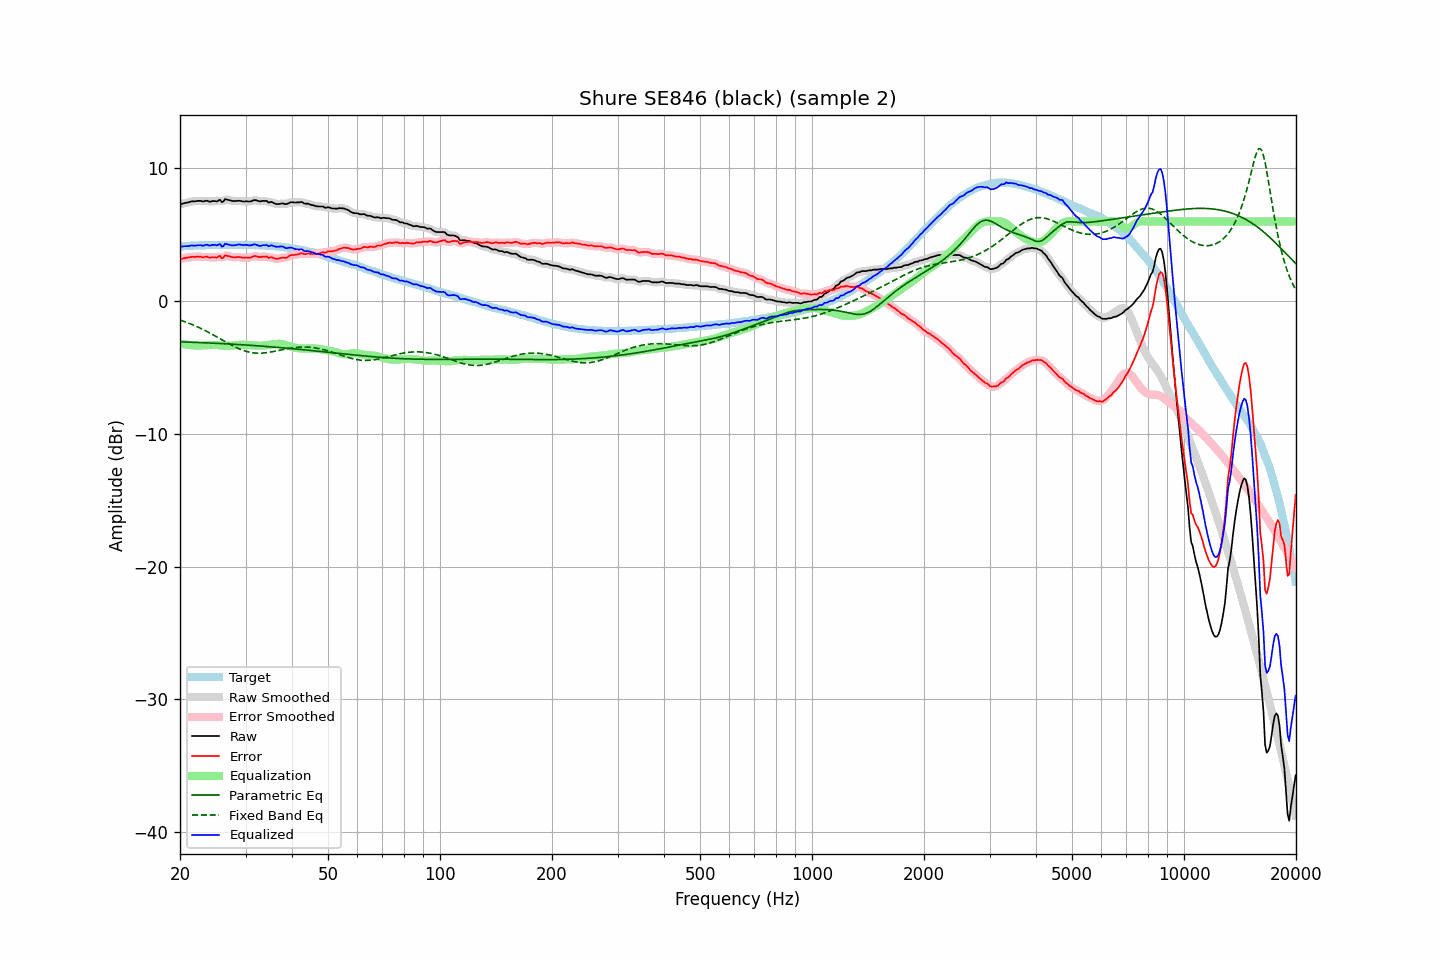 Shure SE846 (black) (sample 2)
10
0
−10
−20
−30
−40
Amplitude (dBr)
Target
Raw Smoothed
Error Smoothed
Raw
Error
Equalization
Parametric Eq
Fixed Band Eq
Equalized
20 50 100 200 500 1000 2000 5000 10000 20000
Frequency (Hz)